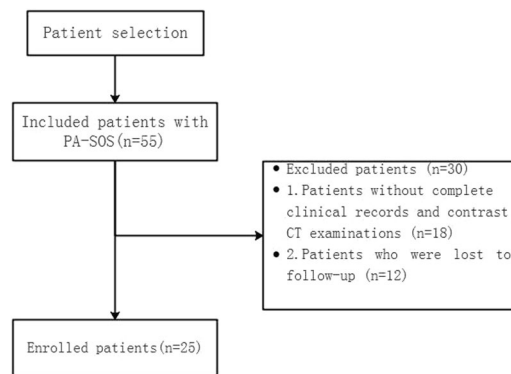 Patient selection
Included patients with
PA-SOS(n=55)
• Excluded patients (n=30)
• 1.Patients without complete
clinical records and contrast
CT examinations (n=18)
• 2.Patients who were lost to
follow-up (n=12)
Enrolled patients(n=25)